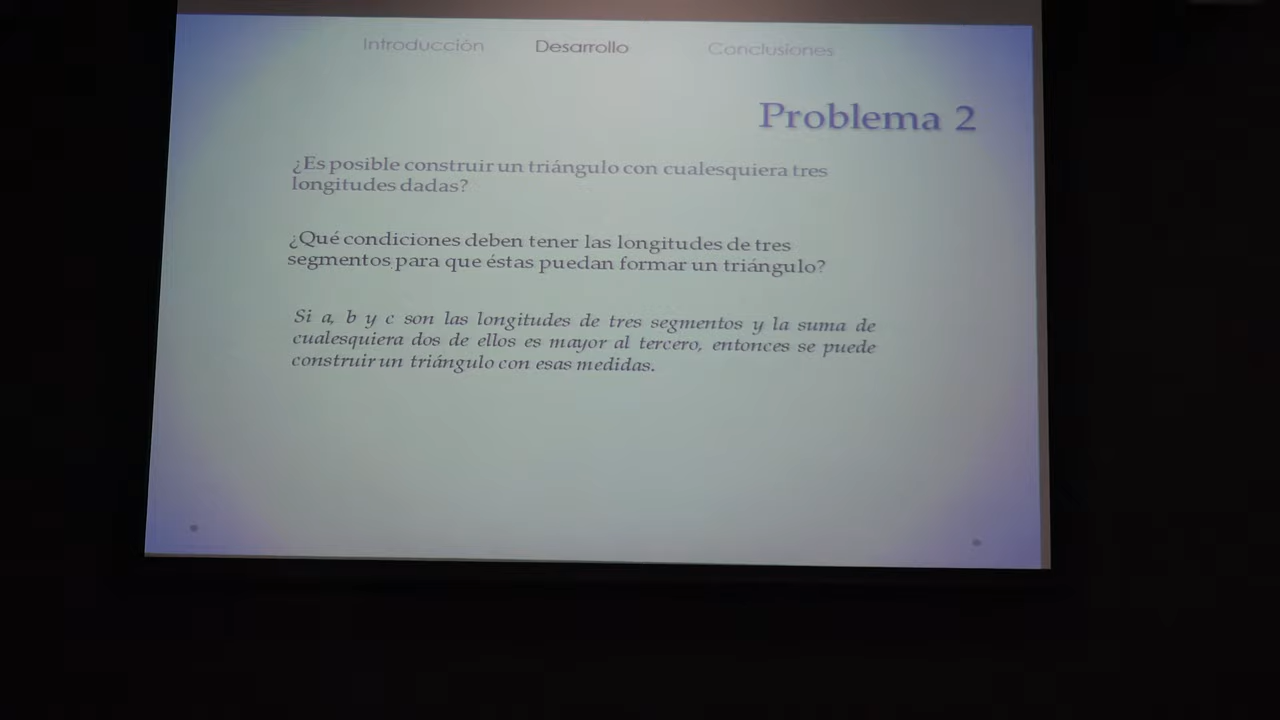 Introducción Desarrollo Conclusiones
Problema 2
¿Es posible construir un triángulo con cualesquiera tres
longitudes dadas?
¿Qué condiciones deben tener las longitudes de tres
segmentos para que éstas puedan formar un triángulo?
Si a, b y c son las longitudes de tres segmentos y la suma de
cualesquiera dos de ellos es mayor al tercero, entonces se puede
construir un triángulo con esas medidas.